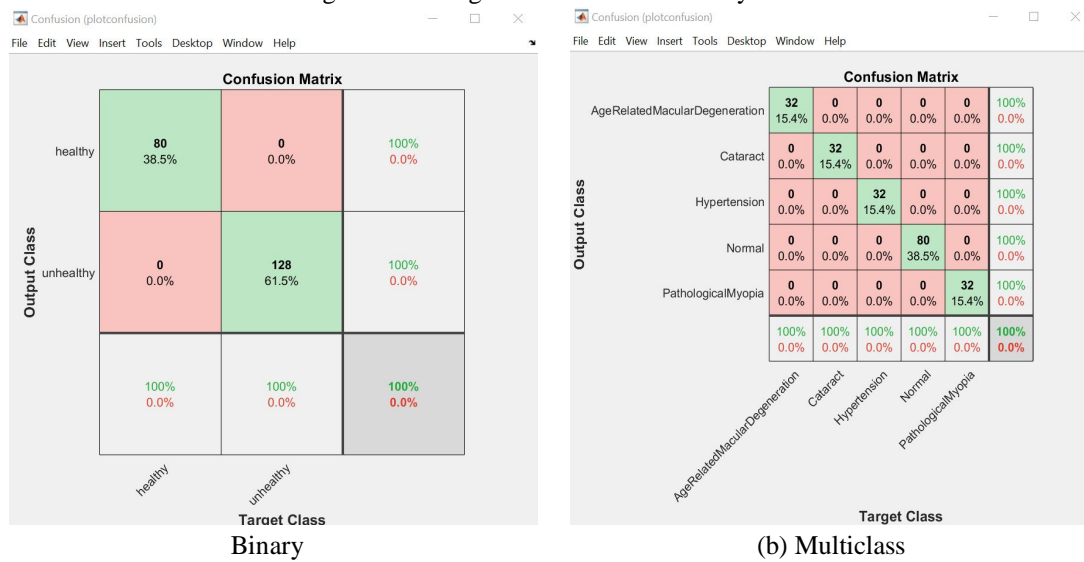 Confusion (plotconfusion)
File Edit View Insert Tools Desktop Window Help
Confusion Matrix
healthy 80 0 100%
38.5% 0.0% 0.0%
unhealthy 0 128 100%
0.0% 61.5% 0.0%
100% 100% 100%
0.0% 0.0% 0.0%
healthy unhealthy
Output Class
Target Class
Binary
Confusion (plotconfusion)
File Edit View Insert Tools Desktop Window Help
Confusion Matrix
AgeRelatedMacularDegeneration 32 0 0 0 0 100%
15.4% 0.0% 0.0% 0.0% 0.0% 0.0%
Cataract 0 32 0 0 0 100%
0.0% 15.4% 0.0% 0.0% 0.0% 0.0%
Hypertension 0 0 32 0 0 100%
0.0% 0.0% 15.4% 0.0% 0.0% 0.0%
Normal 0 0 0 80 0 100%
0.0% 0.0% 0.0% 38.5% 0.0% 0.0%
PathologicalMyopia 0 0 0 0 32 100%
0.0% 0.0% 0.0% 0.0% 15.4% 0.0%
100% 100% 100% 100% 100% 100%
0.0% 0.0% 0.0% 0.0% 0.0% 0.0%
AgeRelatedMacularDegeneration Cataract Hypertension Normal PathologicalMyopia
Output Class
Target Class
(b) Multiclass